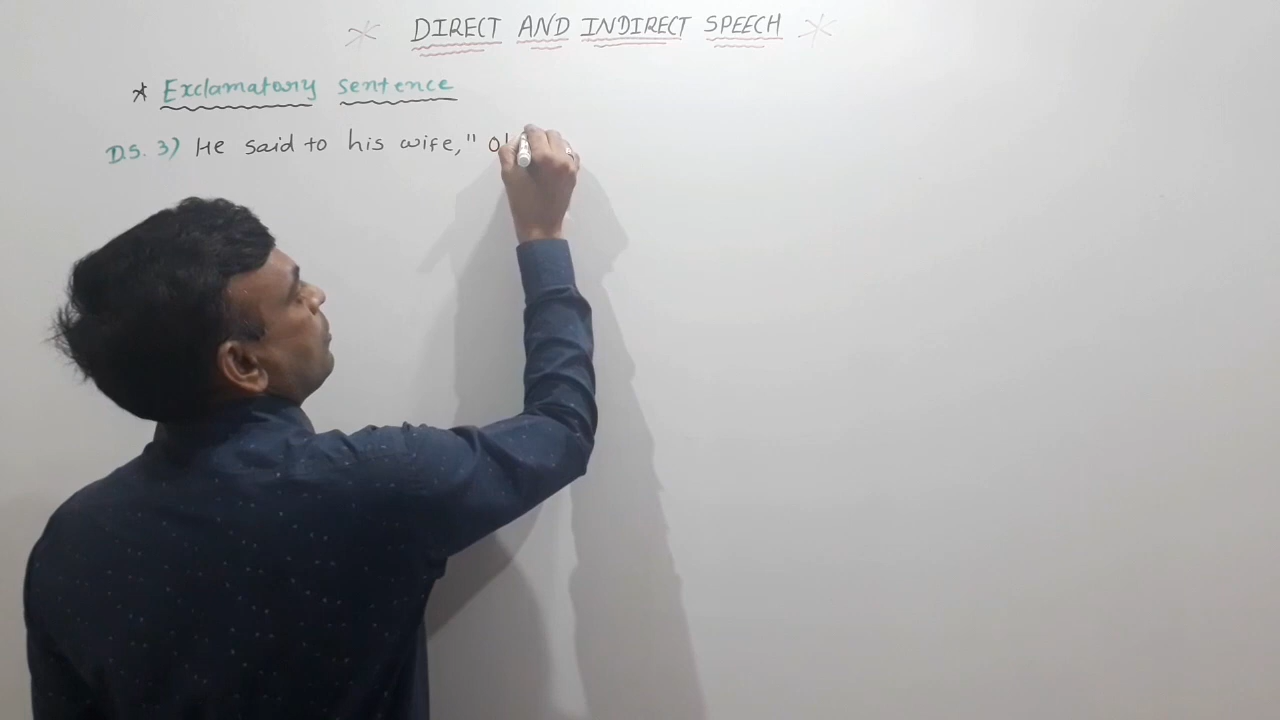 DIRECT AND INDIRECT SPEECH
* Exclamatory sentence
D.S. 3) He said to his wife, "